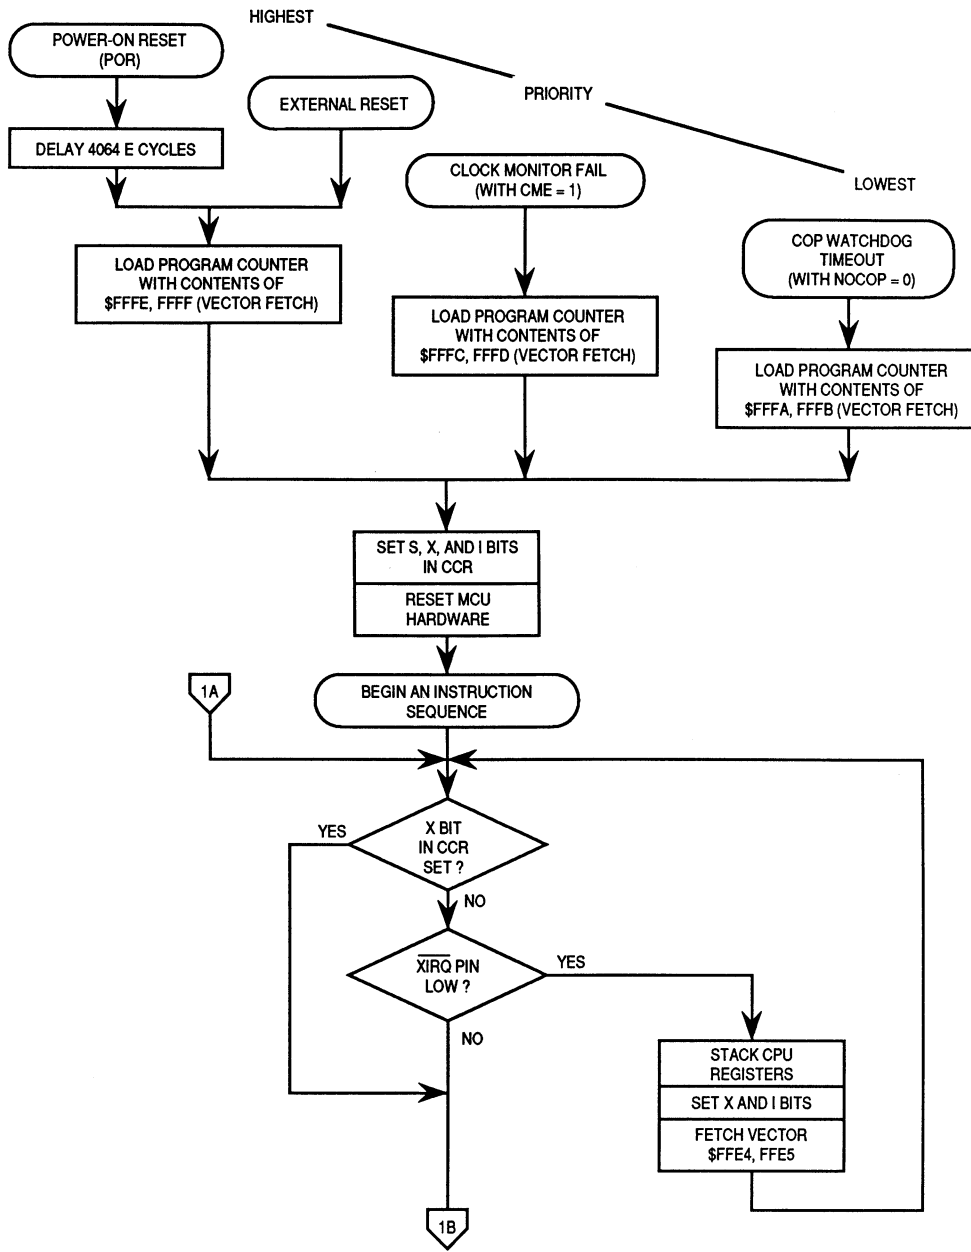 HIGHEST
POWER-ON RESET
(POR)
PRIORITY
EXTERNAL RESET
DELAY 4064 E CYCLES
CLOCK MONITOR FAIL
(WITH CME = 1)
LOWEST
COP WATCHDOG
TIMEOUT
(WITH NOCOP = 0)
LOAD PROGRAM COUNTER
WITH CONTENTS OF
$FFFE, FFFF (VECTOR FETCH)
LOAD PROGRAM COUNTER
WITH CONTENTS OF
$FFFC, FFFD (VECTOR FETCH)
LOAD PROGRAM COUNTER
WITH CONTENTS OF
$FFFA, FFFB (VECTOR FETCH)
SET S, X, AND I BITS
IN CCR
RESET MCU
HARDWARE
1A
BEGIN AN INSTRUCTION
SEQUENCE
YES
X BIT
IN CCR
SET ?
NO
XIRQ PIN
LOW ?
YES
NO
STACK CPU
REGISTERS
SET X AND I BITS
FETCH VECTOR
$FFE4, FFE5
1B